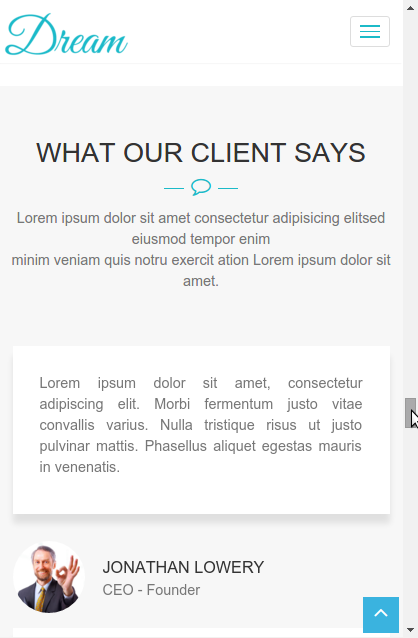 Dream
WHAT OUR CLIENT SAYS
Lorem ipsum dolor sit amet consectetur adipisicing elitsed
eiusmod tempor enim
minim veniam quis notru exercit ation Lorem ipsum dolor sit
amet.
Lorem ipsum dolor sit amet, consectetur
adipiscing elit. Morbi fermentum justo vitae
convallis varius. Nulla tristique risus ut justo
pulvinar mattis. Phasellus aliquet egestas mauris
in venenatis.
JONATHAN LOWERY
CEO - Founder